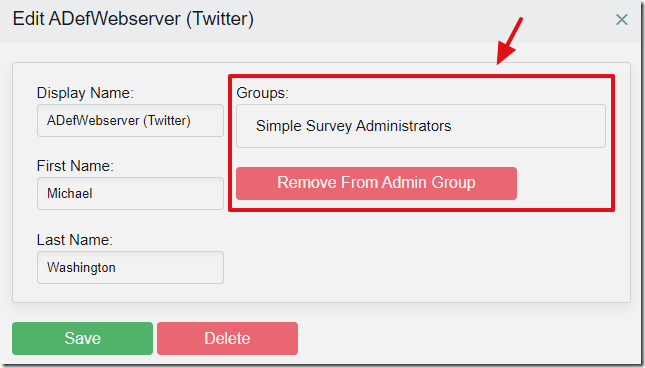 Edit ADefWebserver (Twitter)
Display Name:
ADefWebserver (Twitter)
First Name:
Michael
Last Name:
Washington
Groups:
Simple Survey Administrators
Remove From Admin Group
Save
Delete